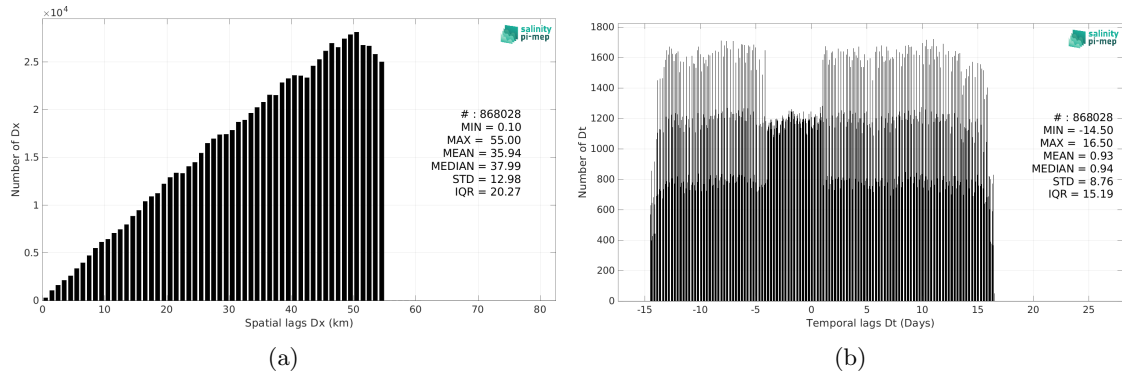 ×10⁴
salinity
pi-mep
2.5
2
1.5
1
0.5
0
Number of Dx
# : 868028
MIN = 0.10
MAX = 55.00
MEAN = 35.94
MEDIAN = 37.99
STD = 12.98
IQR = 20.27
0 10 20 30 40 50 60 70 80
Spatial lags Dx (km)
(a)
1800
1600
1400
1200
1000
800
600
400
200
0
Number of Dt
salinity
pi-mep
# : 868028
MIN = -14.50
MAX = 16.50
MEAN = 0.93
MEDIAN = 0.94
STD = 8.76
IQR = 15.19
-15 -10 -5 0 5 10 15 20 25
Temporal lags Dt (Days)
(b)